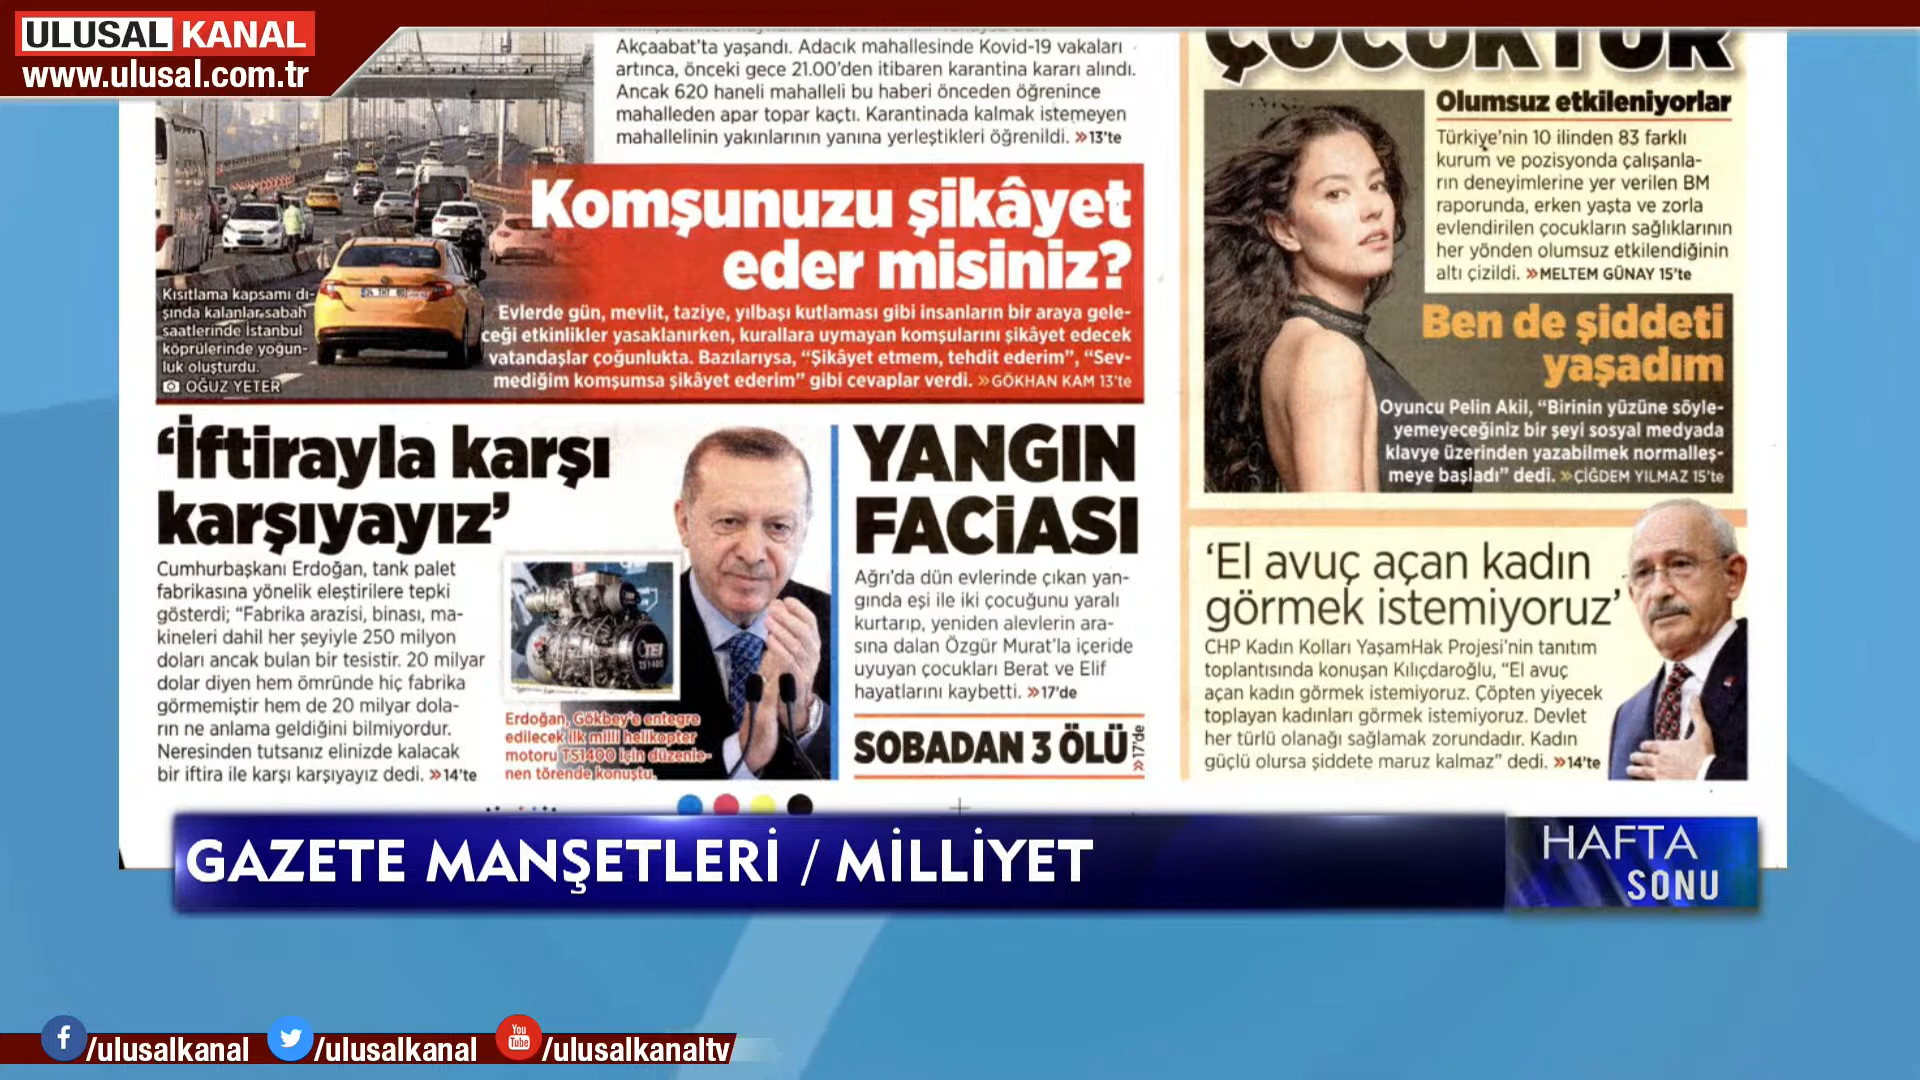 ULUSAL KANAL
www.ulusal.com.tr
Akçaabat’ta yaşandı. Adacık mahallesinde Kovid-19 vakaları
artınca, önceki gece 21.00’den itibaren karantina kararı alındı.
Ancak 620 haneli mahalleli bu haberi önceden öğrenince
mahalleden apar topar kaçtı. Karantinada kalmak istemeyen
mahallelinin yakınlarının yanına yerleştikleri öğrenildi. »13’te
Komşunuzu şikâyet
eder misiniz?
Evlerde gün, mevlit, taziye, yılbaşı kutlaması gibi insanların bir araya gele-
ceği etkinlikler yasaklanırken, kurallara uymayan komşularını şikâyet edecek
vatandaşlar çoğunlukta. Bazılarıysa, “Şikâyet etmem, tehdit ederim”, “Sev-
mediğim komşumsa şikâyet ederim” gibi cevaplar verdi. »GÖKHAN KAM 13’te
Kısıtlama kapsamı dı-
şında kalanlar sabah
saatlerinde İstanbul
köprülerinde yoğun-
luk oluşturdu.
OĞUZ YETER
‘İftirayla karşı
karşıyayız’
Cumhurbaşkanı Erdoğan, tank palet
fabrikasına yönelik eleştirilere tepki
gösterdi; “Fabrika arazisi, binası, ma-
kineleri dahil her şeyiyle 250 milyon
doları ancak bulan bir tesistir. 20 milyar
dolar diyen hem ömründe hiç fabrika
görmemiştir hem de 20 milyar dola-
rın ne anlama geldiğini bilmiyordur.
Neresinden tutsanız elinizde kalacak
bir iftira ile karşı karşıyayız dedi. »14’te
TEI
TS1400
Erdoğan, Gökbey’e entegre
edilecek ilk milli helikopter
motoru TS1400 için düzenle-
nen törende konuştu.
YANGIN
FACİASI
Ağrı’da dün evlerinde çıkan yan-
gında eşi ile iki çocuğunu yaralı
kurtarıp, yeniden alevlerin ara-
sına dalan Özgür Murat’la içeride
uyuyan çocukları Berat ve Elif
hayatlarını kaybetti. »17’de
SOBADAN 3 ÖLÜ »17’de
ÇOCUKTUR
Olumsuz etkileniyorlar
Türkiye’nin 10 ilinden 83 farklı
kurum ve pozisyonda çalışanla-
rın deneyimlerine yer verilen BM
raporunda, erken yaşta ve zorla
evlendirilen çocukların sağlıklarının
her yönden olumsuz etkilendiğinin
altı çizildi. »MELTEM GÜNAY 15’te
Ben de şiddeti
yaşadım
Oyuncu Pelin Akil, “Birinin yüzüne söyle-
yemeyeceğiniz bir şeyi sosyal medyada
klavye üzerinden yazabilmek normalleş-
meye başladı” dedi. »ÇİĞDEM YILMAZ 15’te
‘El avuç açan kadın
görmek istemiyoruz’
CHP Kadın Kolları YaşamHak Projesi’nin tanıtım
toplantısında konuşan Kılıçdaroğlu, “El avuç
açan kadın görmek istemiyoruz. Çöpten yiyecek
toplayan kadınları görmek istemiyoruz. Devlet
her türlü olanağı sağlamak zorundadır. Kadın
güçlü olursa şiddete maruz kalmaz” dedi. »14’te
GAZETE MANŞETLERİ / MİLLİYET
HAFTA
SONU
/ulusalkanal
/ulusalkanal
You
Tube
/ulusalkanaltv